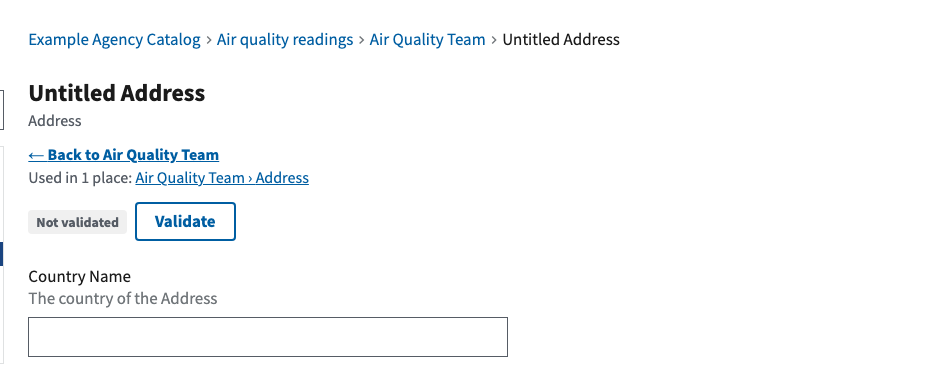 Example Agency Catalog > Air quality readings > Air Quality Team > Untitled Address
Untitled Address
Address
← Back to Air Quality Team
Used in 1 place: Air Quality Team › Address
Not validated Validate
Country Name
The country of the Address